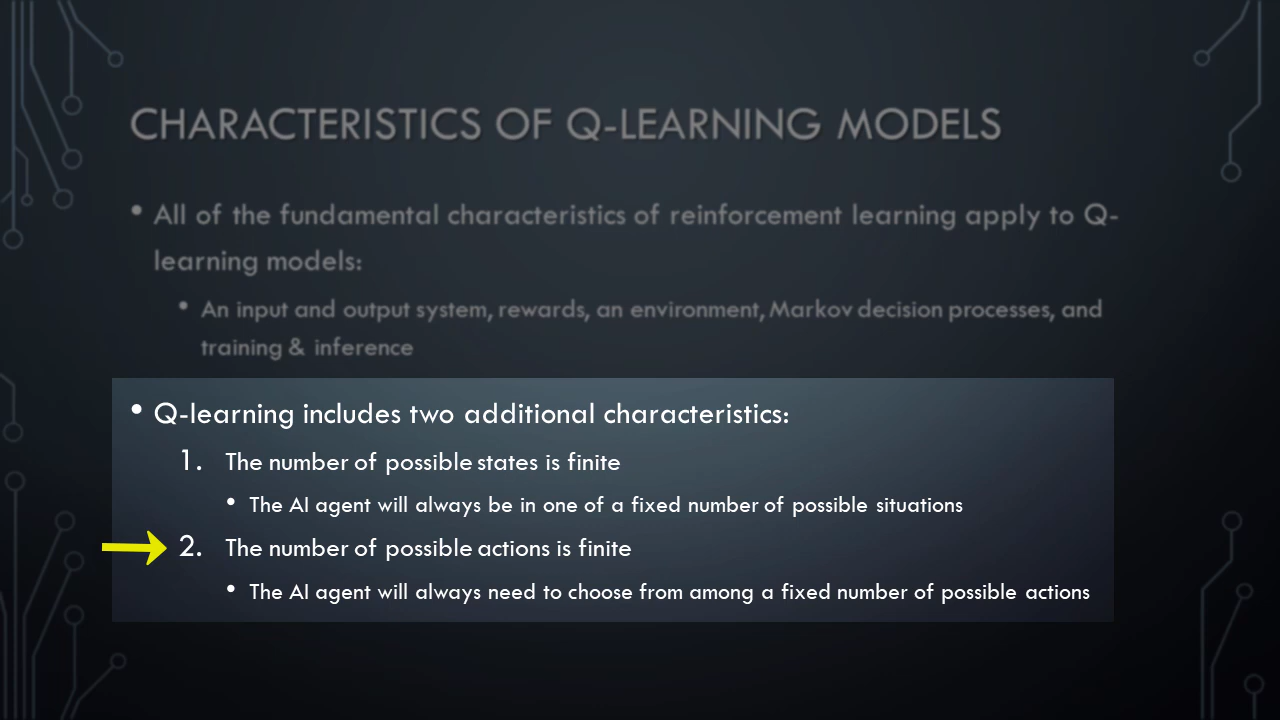 CHARACTERISTICS OF Q-LEARNING MODELS
• All of the fundamental characteristics of reinforcement learning apply to Q-
learning models:
• An input and output system, rewards, an environment, Markov decision processes, and
training & inference
• Q-learning includes two additional characteristics:
1. The number of possible states is finite
• The AI agent will always be in one of a fixed number of possible situations
2. The number of possible actions is finite
• The AI agent will always need to choose from among a fixed number of possible actions